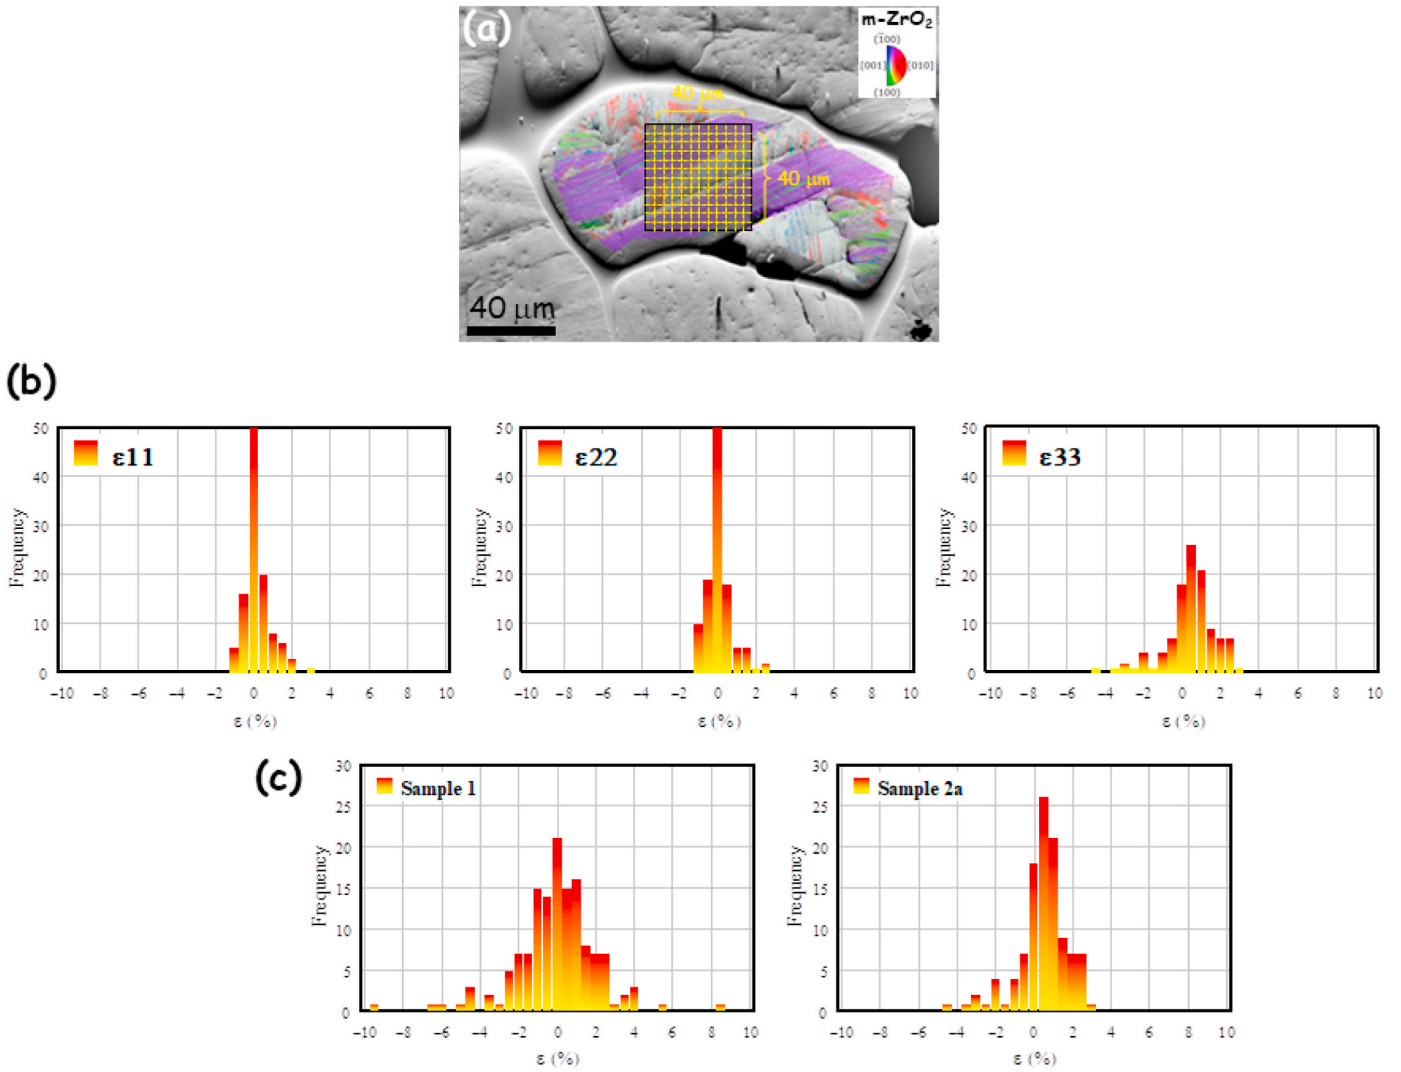 (a)
m-ZrO₂
(1̄00)
[001] [010]
(100)
40 μm
40 μm
40 μm
(b)
50 40 30 20 10 0
Frequency
ε11
−10 −8 −6 −4 −2 0 2 4 6 8 10
ε (%)
50 40 30 20 10 0
Frequency
ε22
−10 −8 −6 −4 −2 0 2 4 6 8 10
ε (%)
50 40 30 20 10 0
Frequency
ε33
−10 −8 −6 −4 −2 0 2 4 6 8 10
ε (%)
(c)
30 25 20 15 10 5 0
Frequency
Sample 1
−10 −8 −6 −4 −2 0 2 4 6 8 10
ε (%)
30 25 20 15 10 5 0
Frequency
Sample 2a
−10 −8 −6 −4 −2 0 2 4 6 8 10
ε (%)